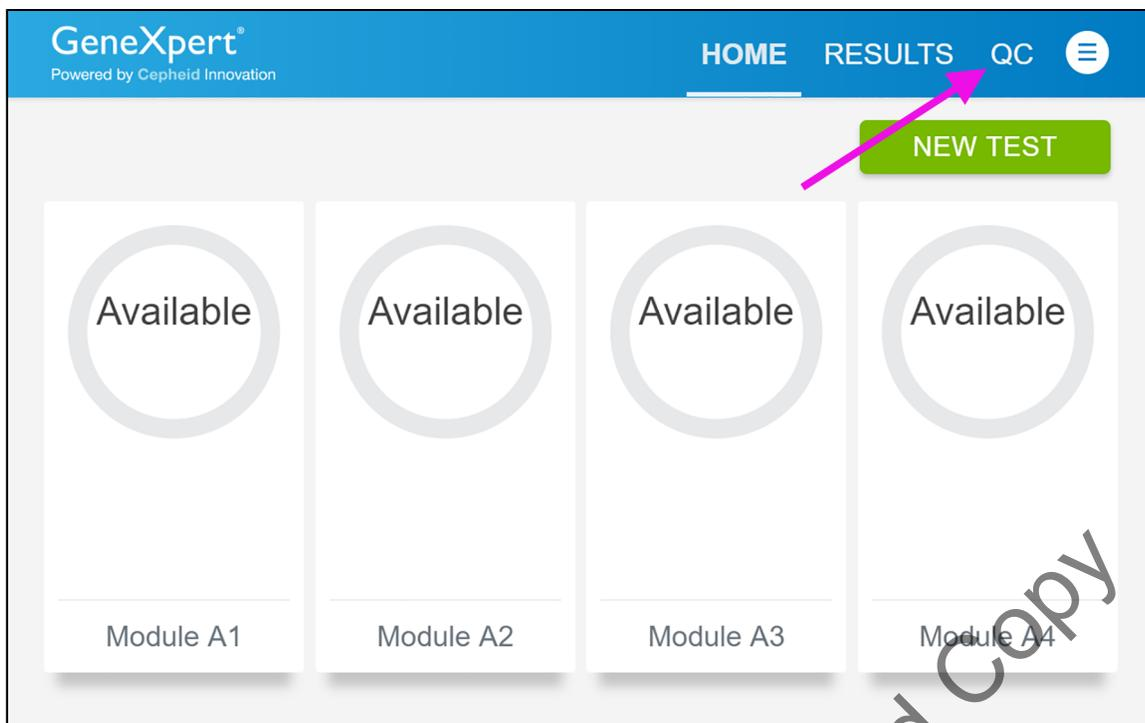 GeneXpert®
Powered by Cepheid Innovation
HOME RESULTS QC
NEW TEST
Available Available Available Available
Module A1 Module A2 Module A3 Module A4
Copy